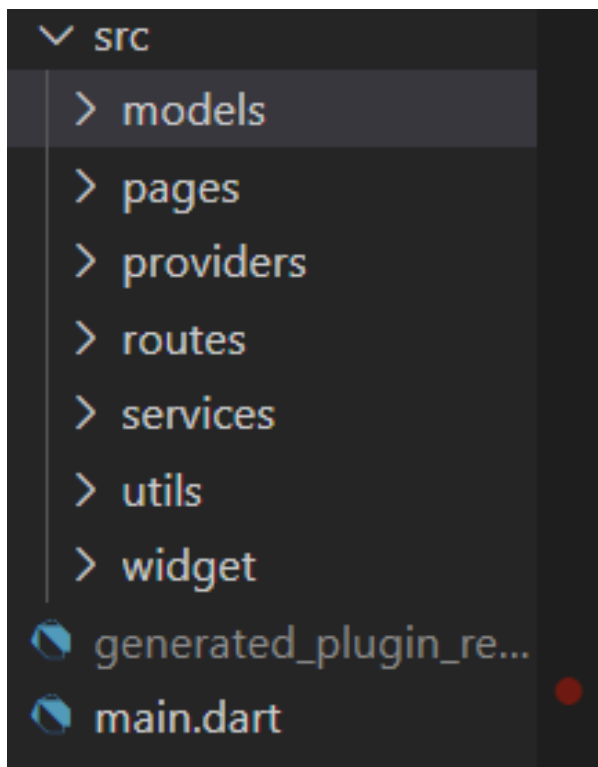 src
models
pages
providers
routes
services
utils
widget
generated_plugin_re...
main.dart